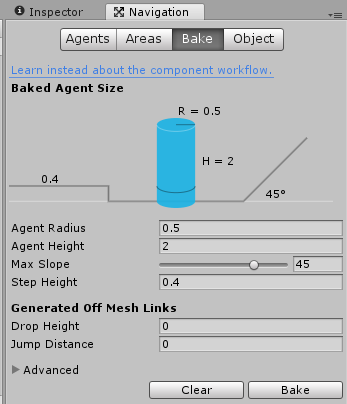 Inspector Navigation
Agents Areas Bake Object
Learn instead about the component workflow.
Baked Agent Size
R = 0.5
H = 2
0.4
45°
Agent Radius 0.5
Agent Height 2
Max Slope 45
Step Height 0.4
Generated Off Mesh Links
Drop Height 0
Jump Distance 0
Advanced
Clear Bake